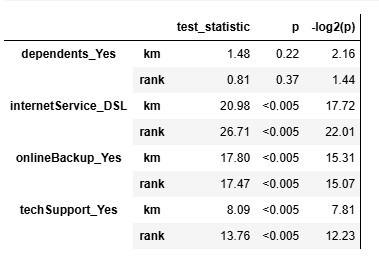 test_statistic p -log2(p)
dependents_Yes km 1.48 0.22 2.16
rank 0.81 0.37 1.44
internetService_DSL km 20.98 <0.005 17.72
rank 26.71 <0.005 22.01
onlineBackup_Yes km 17.80 <0.005 15.31
rank 17.47 <0.005 15.07
techSupport_Yes km 8.09 <0.005 7.81
rank 13.76 <0.005 12.23